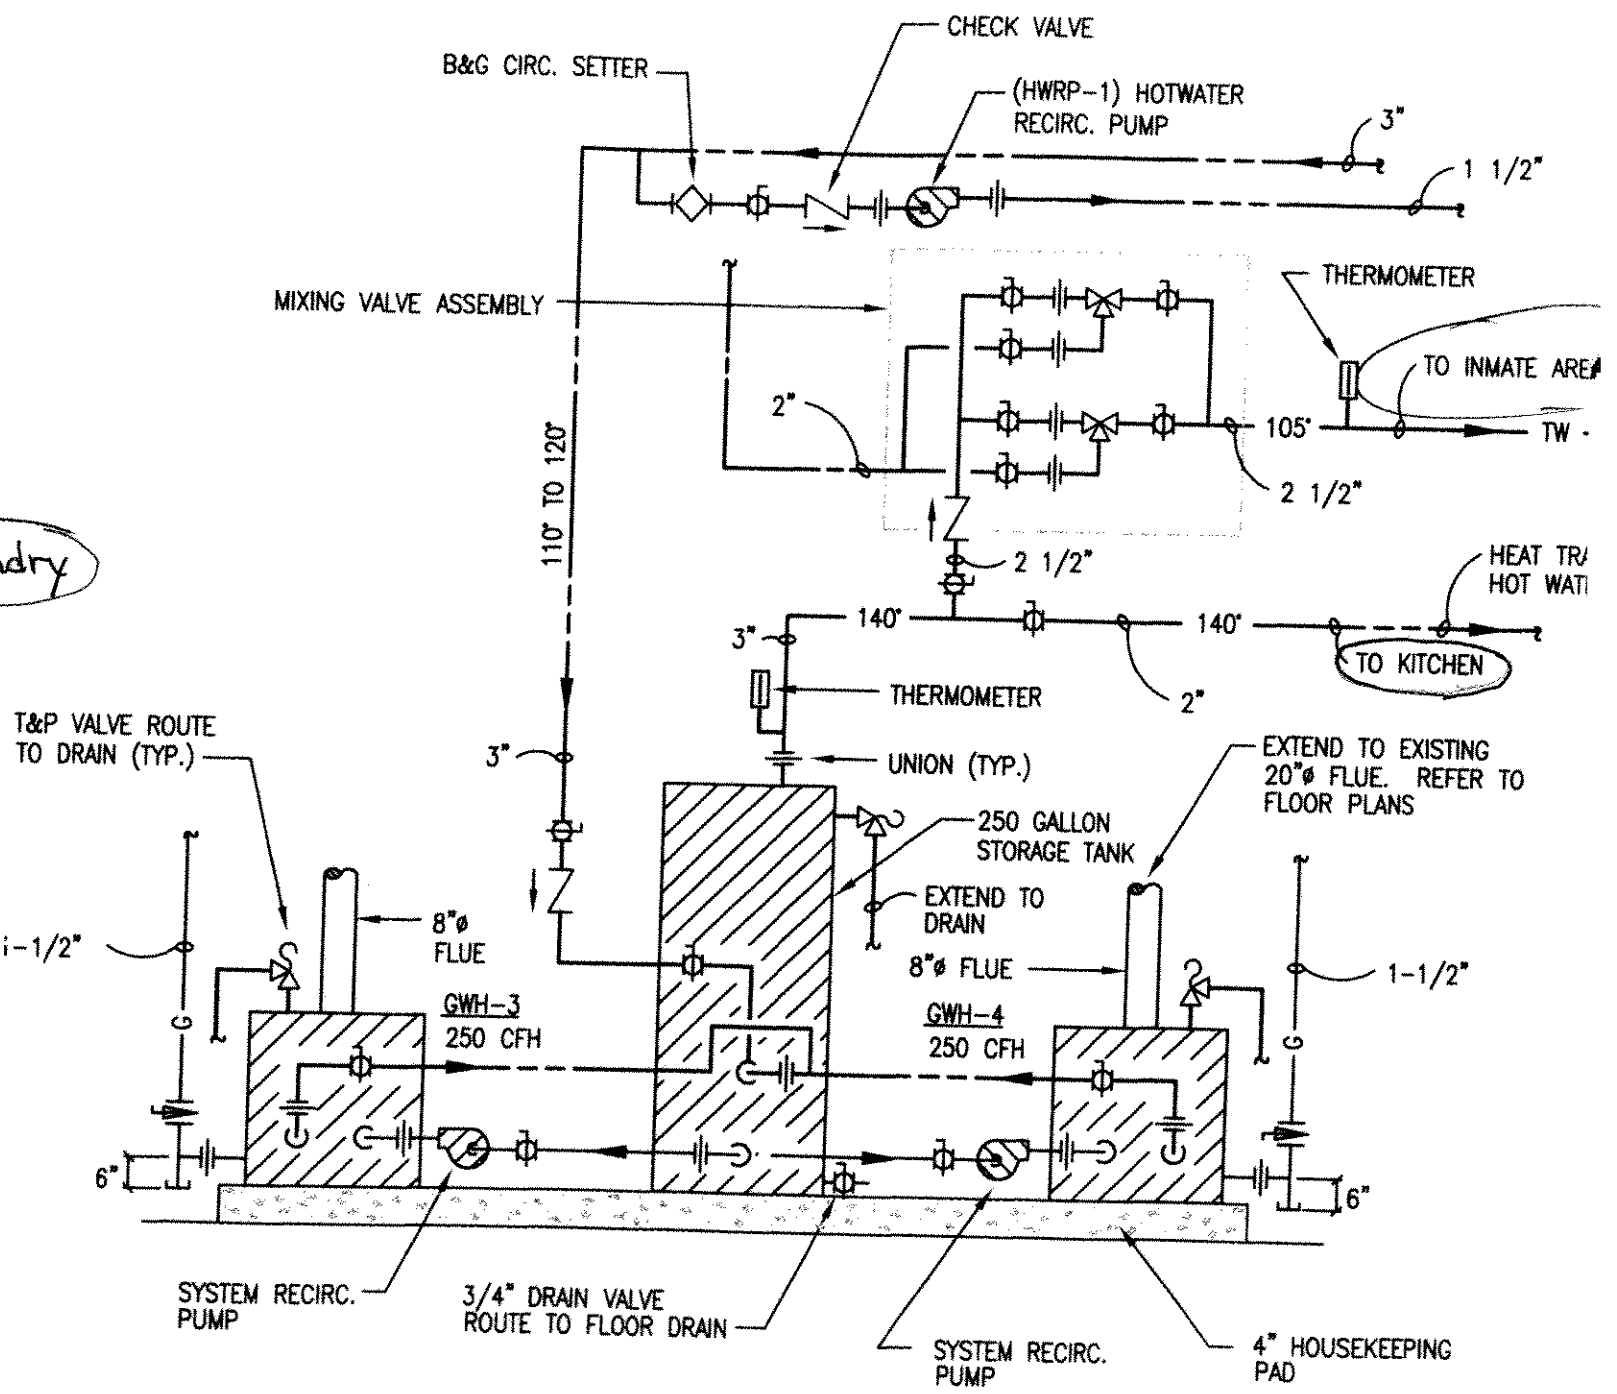 CHECK VALVE
B&G CIRC. SETTER
(HWRP-1) HOTWATER
RECIRC. PUMP
3"
1 1/2"
MIXING VALVE ASSEMBLY
THERMOMETER
TO INMATE AREA
2"
105°
TW -
110° TO 120°
2 1/2"
2 1/2"
HEAT TRA
HOT WAT
dry
140°
140°
3"
TO KITCHEN
THERMOMETER
2"
T&P VALVE ROUTE
TO DRAIN (TYP.)
3"
UNION (TYP.)
EXTEND TO EXISTING
20"ø FLUE. REFER TO
FLOOR PLANS
250 GALLON
STORAGE TANK
EXTEND TO
DRAIN
8"ø
FLUE
1-1/2"
8"ø FLUE
1-1/2"
GWH-3
250 CFH
GWH-4
250 CFH
G
G
6"
6"
SYSTEM RECIRC.
PUMP
3/4" DRAIN VALVE
ROUTE TO FLOOR DRAIN
SYSTEM RECIRC.
PUMP
4" HOUSEKEEPING
PAD